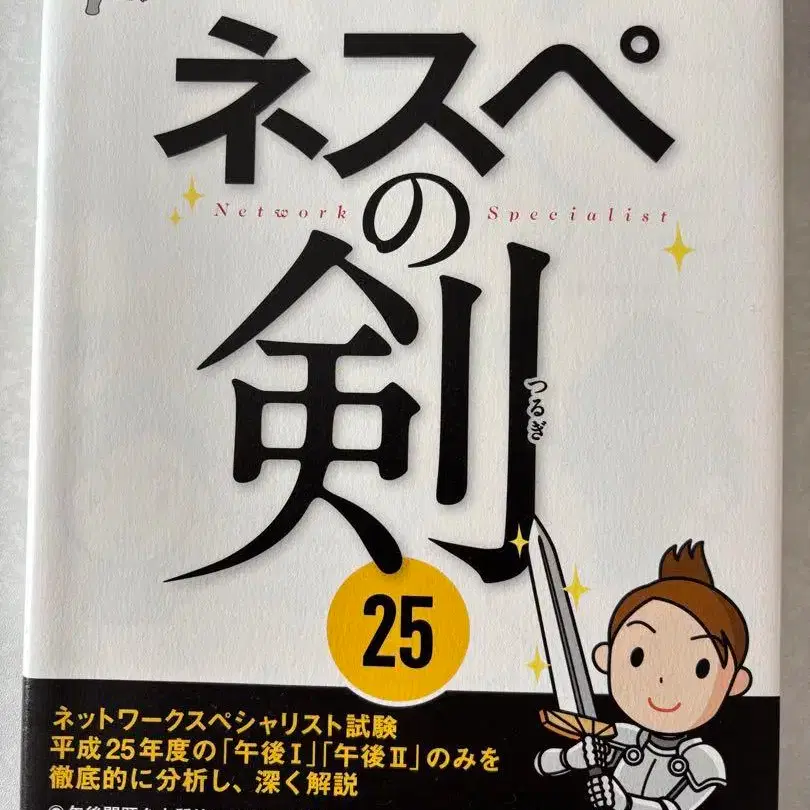 ネスペ
の
Network Specialist
剣
つるぎ
25
ネットワークスペシャリスト試験
平成25年度の「午後Ⅰ」「午後Ⅱ」のみを
徹底的に分析し、深く解説